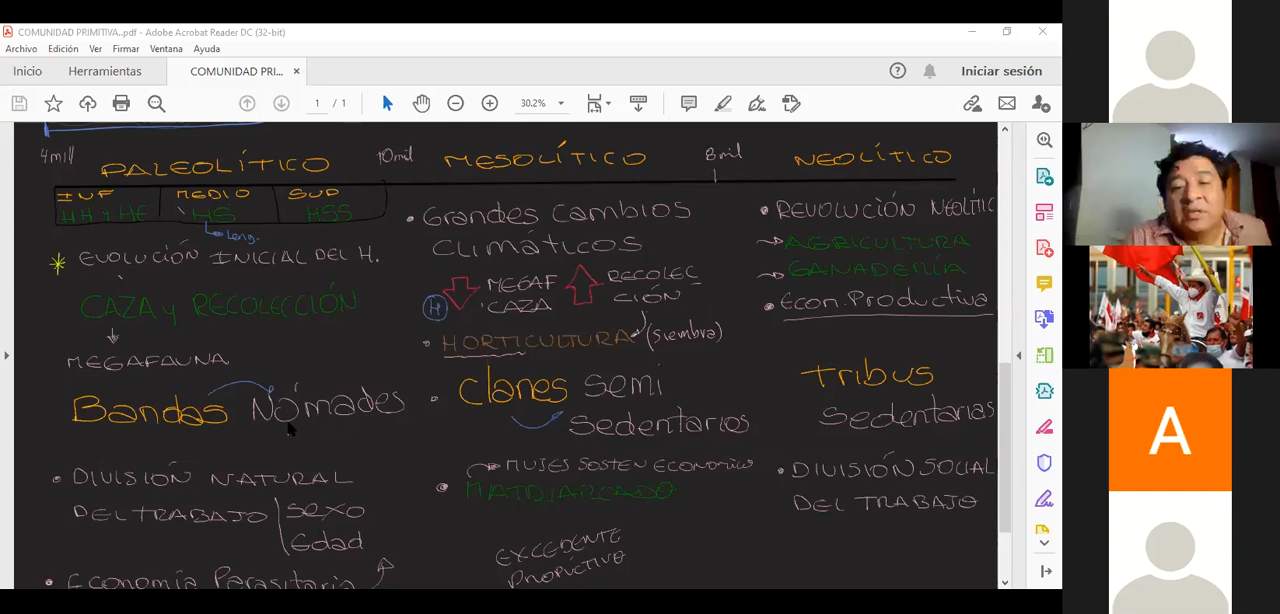 COMUNIDAD PRIMITIVA..pdf - Adobe Acrobat Reader DC (32-bit)
Archivo Edición Ver Firmar Ventana Ayuda
Inicio Herramientas COMUNIDAD PRI... × Iniciar sesión
1 / 1 30.2%
4mill PALEOLÍTICO 10mil MESOLÍTICO 8mil NEOLÍTICO
INF MEDIO SUP
HH Y HE HS HSS
Leng.
EVOLUCIÓN INICIAL DEL H.
CAZA y RECOLECCIÓN
MEGAFAUNA
Bandas Nómades
• DIVISIÓN NATURAL
DEL TRABAJO Sexo
Edad
• Economía Parasitaria
• Grandes cambios
climáticos
MEGAF RECOLEC
CAZA CIÓN
H
• HORTICULTURA (siembra)
• Clanes semi
sedentarios
MUJES SOSTEN ECONOMICO
• MATRIARCADO
EXCEDENTE
PRODUCTIVO
• REVOLUCIÓN NEOLÍTIC
AGRICULTURA
GANADERÍA
• Econ. Productiva
Tribus
Sedentarias
• DIVISIÓN SOCIAL
DEL TRABAJO
A